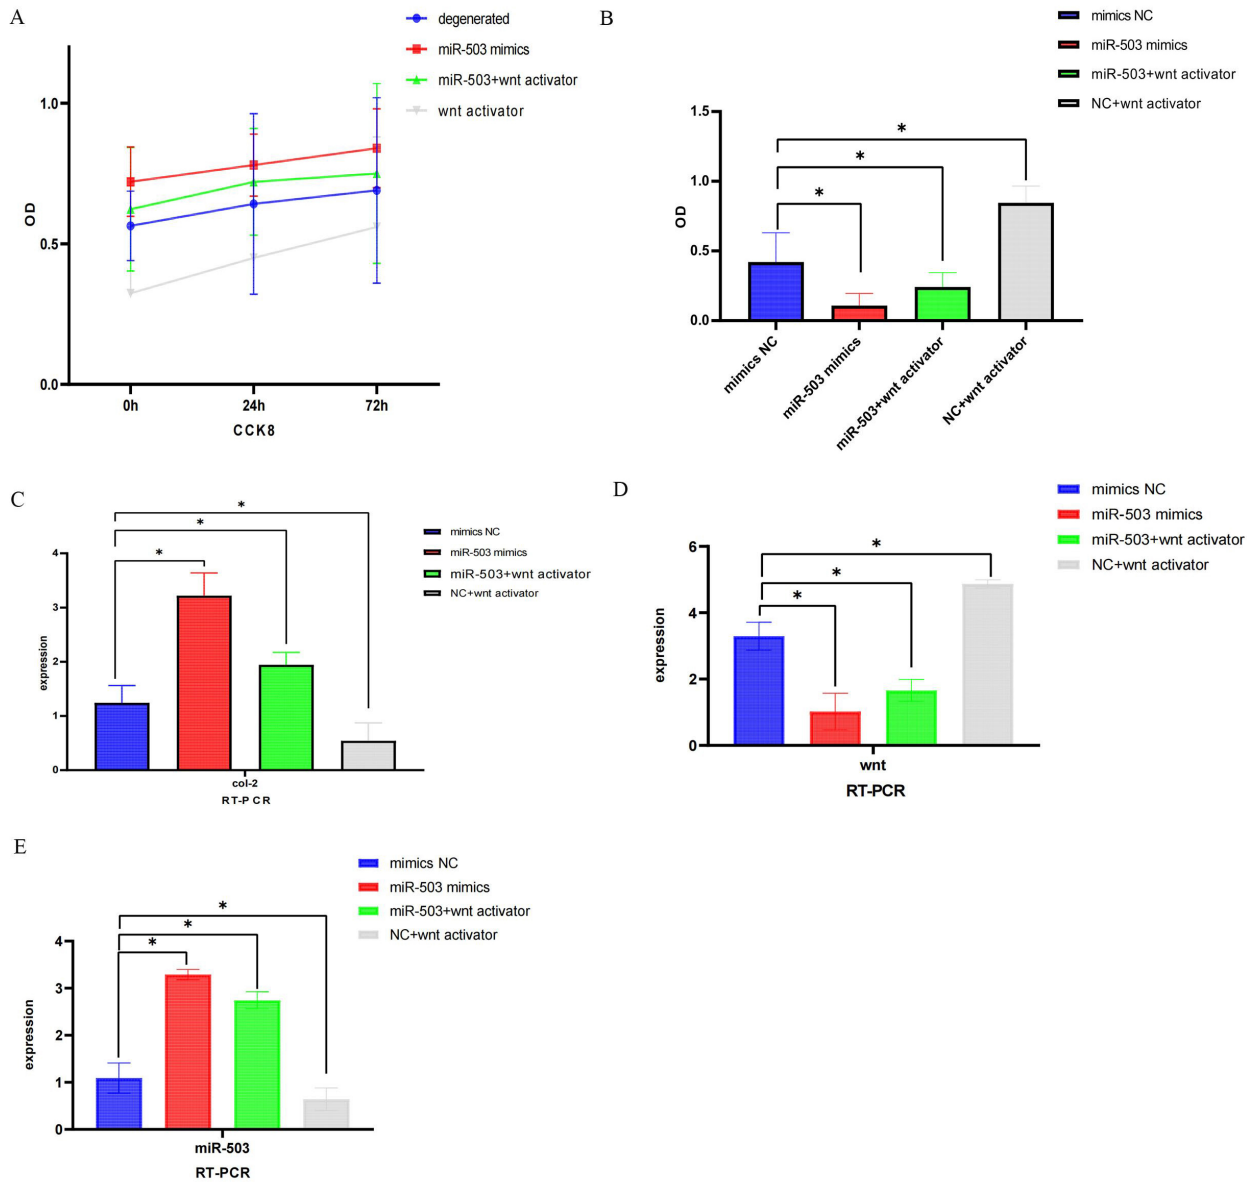 A
degenerated
miR-503 mimics
miR-503+wnt activator
wnt activator
1.0
0.5
0.0
OD
0h
24h
72h
CCK8
B
mimics NC
miR-503 mimics
miR-503+wnt activator
NC+wnt activator
1.5
1.0
0.5
0.0
OD
*
*
*
mimics NC
miR-503 mimics
miR-503+wnt activator
NC+wnt activator
C
mimics NC
miR-503 mimics
miR-503+wnt activator
NC+wnt activator
*
*
*
4
3
2
1
0
expression
col-2
RT-PCR
D
mimics NC
miR-503 mimics
miR-503+wnt activator
NC+wnt activator
*
*
*
6
4
2
0
expression
wnt
RT-PCR
E
mimics NC
miR-503 mimics
miR-503+wnt activator
NC+wnt activator
*
*
*
4
3
2
1
0
expression
miR-503
RT-PCR